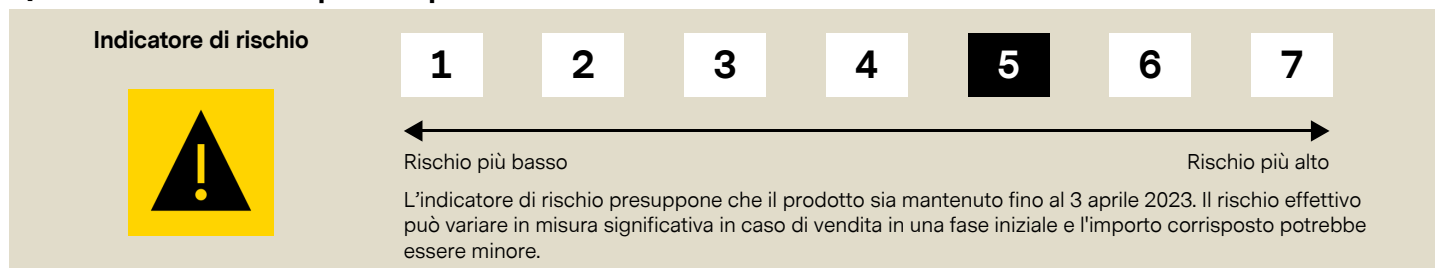 Indicatore di rischio
1 2 3 4 5 6 7
!
Rischio più basso Rischio più alto
L'indicatore di rischio presuppone che il prodotto sia mantenuto fino al 3 aprile 2023. Il rischio effettivo
può variare in misura significativa in caso di vendita in una fase iniziale e l'importo corrisposto potrebbe
essere minore.